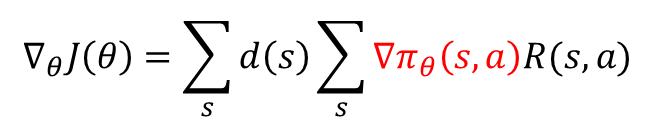 ∇θJ(θ) = ∑s d(s) ∑s ∇πθ(s, a)R(s, a)